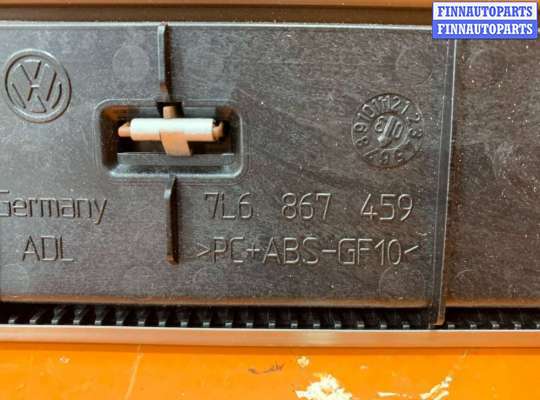 FINNAUTOPARTS
FINNAUTOPARTS
Germany
ADL
7L6 867 459
>PC+ABS-GF10<